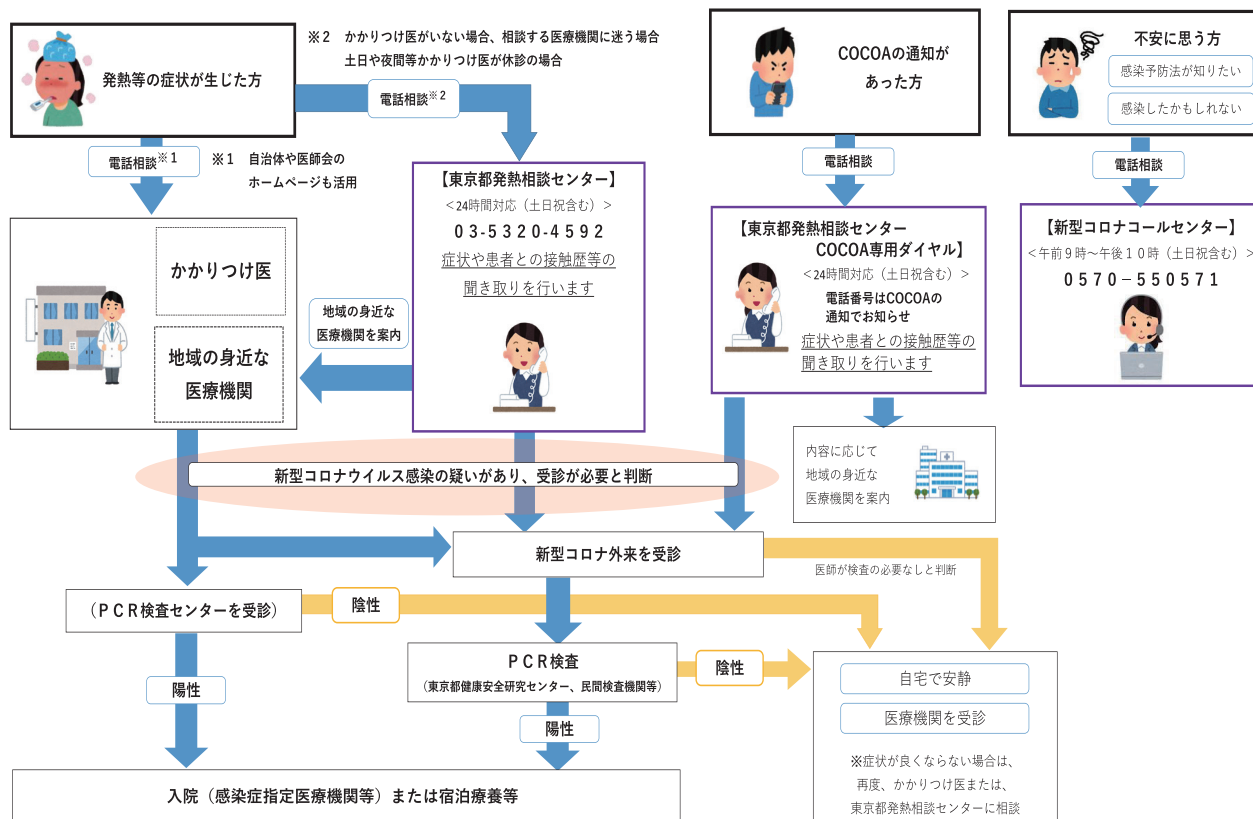 発熱等の症状が生じた方
※2 かかりつけ医がいない場合、相談する医療機関に迷う場合
土日や夜間等かかりつけ医が休診の場合
電話相談※2
電話相談※1
※1 自治体や医師会の
ホームページも活用
かかりつけ医
地域の身近な
医療機関
【東京都発熱相談センター】
<24時間対応（土日祝含む）>
03-5320-4592
症状や患者との接触歴等の
聞き取りを行います
地域の身近な
医療機関を案内
COCOAの通知が
あった方
電話相談
【東京都発熱相談センター
COCOA専用ダイヤル】
<24時間対応（土日祝含む）>
電話番号はCOCOAの
通知でお知らせ
症状や患者との接触歴等の
聞き取りを行います
不安に思う方
感染予防法が知りたい
感染したかもしれない
電話相談
【新型コロナコールセンター】
<午前9時～午後10時（土日祝含む）>
0570－550571
内容に応じて
地域の身近な
医療機関を案内
新型コロナウイルス感染の疑いがあり、受診が必要と判断
新型コロナ外来を受診
医師が検査の必要なしと判断
（PCR検査センターを受診）
陰性
陽性
PCR検査
（東京都健康安全研究センター、民間検査機関等）
陰性
陽性
自宅で安静
医療機関を受診
※症状が良くならない場合は、
再度、かかりつけ医または、
東京都発熱相談センターに相談
入院（感染症指定医療機関等）または宿泊療養等